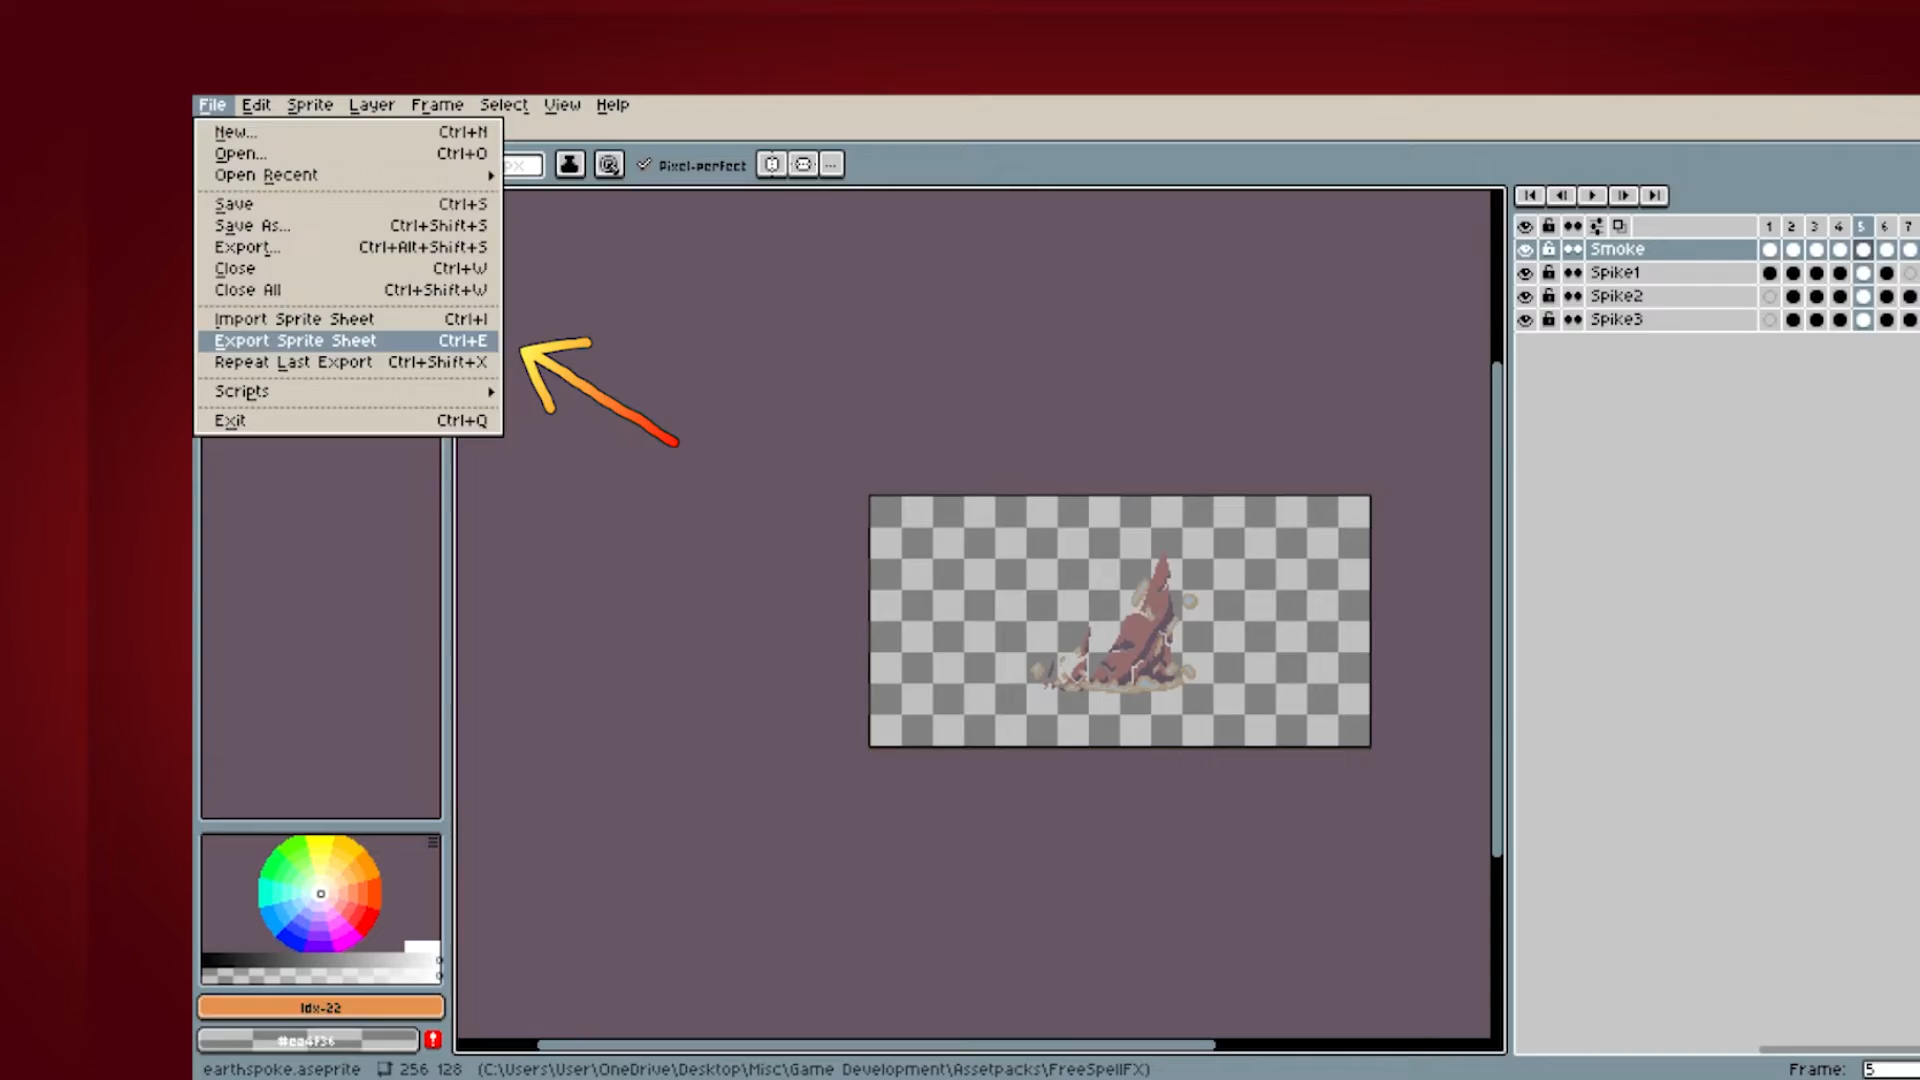 File Edit Sprite Layer Frame Select View Help
New... Ctrl+N
Open... Ctrl+O
Open Recent
Save Ctrl+S
Save As... Ctrl+Shift+S
Export... Ctrl+Alt+Shift+S
Close Ctrl+W
Close All Ctrl+Shift+W
Import Sprite Sheet Ctrl+I
Export Sprite Sheet Ctrl+E
Repeat Last Export Ctrl+Shift+X
Scripts
Exit Ctrl+Q
px Pixel-perfect ...
1 2 3 4 5 6 7
Smoke
Spike1
Spike2
Spike3
Idx-22
#ea4f36
earthspoke.aseprite 256 128 (C:\Users\User\OneDrive\Desktop\Misc\Game Development\Assetpacks\FreeSpellFX)
Frame: 5